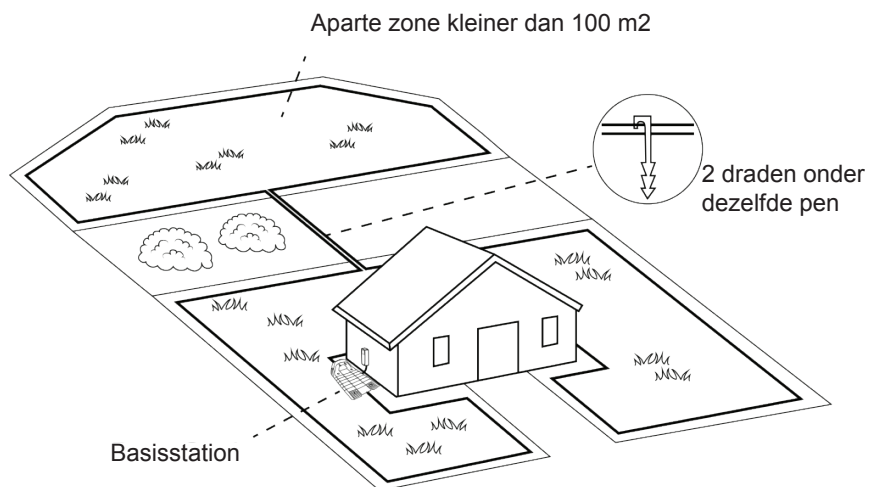 Aparte zone kleiner dan 100 m2
2 draden onder
dezelfde pen
Basisstation